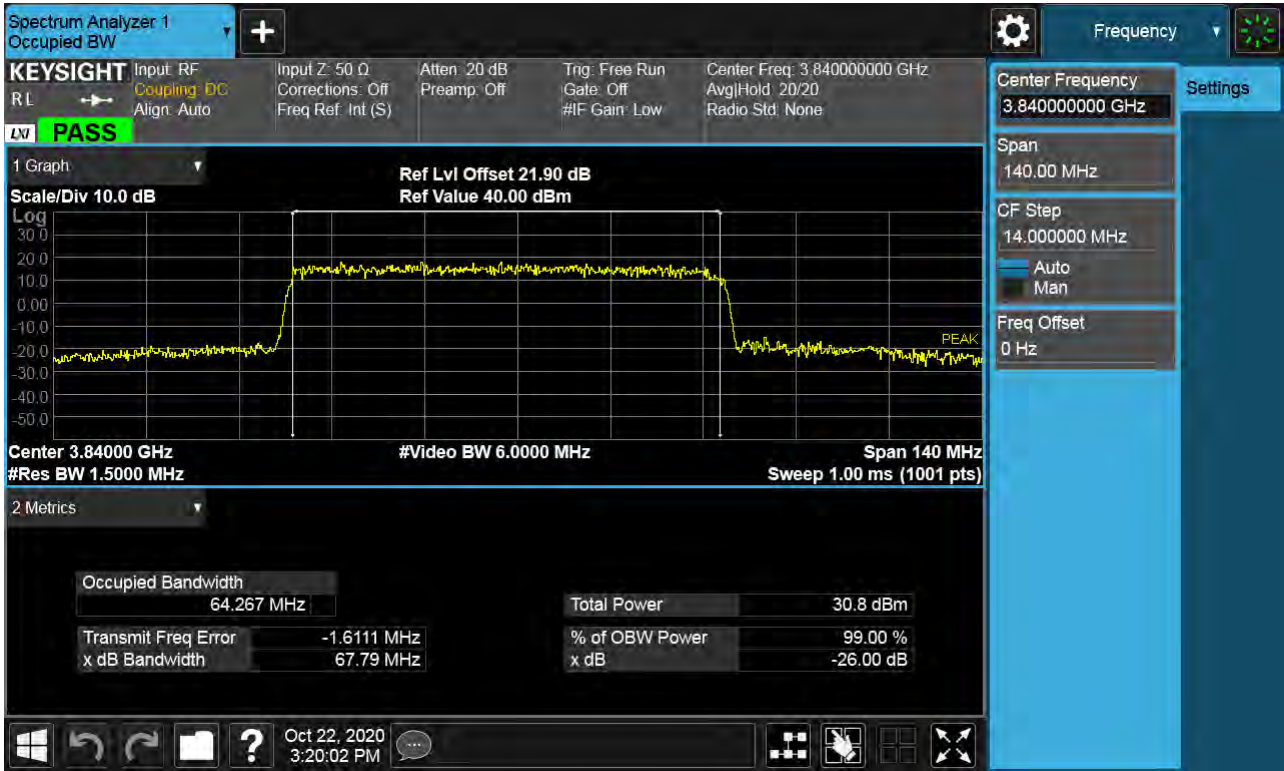 Spectrum Analyzer 1
Occupied BW
+
Frequency
KEYSIGHT
RL
LXI
PASS
Input: RF
Coupling: DC
Align: Auto
Input Z: 50 Ω
Corrections: Off
Freq Ref: Int (S)
Atten: 20 dB
Preamp: Off
Trig: Free Run
Gate: Off
#IF Gain: Low
Center Freq: 3.840000000 GHz
Avg|Hold: 20/20
Radio Std: None
Center Frequency
3.840000000 GHz
Settings
Span
140.00 MHz
CF Step
14.000000 MHz
Auto
Man
Freq Offset
0 Hz
1 Graph
Scale/Div 10.0 dB
Ref Lvl Offset 21.90 dB
Ref Value 40.00 dBm
Log
30.0
20.0
10.0
0.00
-10.0
-20.0
-30.0
-40.0
-50.0
PEAK
Center 3.84000 GHz
#Video BW 6.0000 MHz
Span 140 MHz
#Res BW 1.5000 MHz
Sweep 1.00 ms (1001 pts)
2 Metrics
Occupied Bandwidth
64.267 MHz
Total Power 30.8 dBm
Transmit Freq Error -1.6111 MHz
% of OBW Power 99.00 %
x dB Bandwidth 67.79 MHz
x dB -26.00 dB
?
Oct 22, 2020
3:20:02 PM